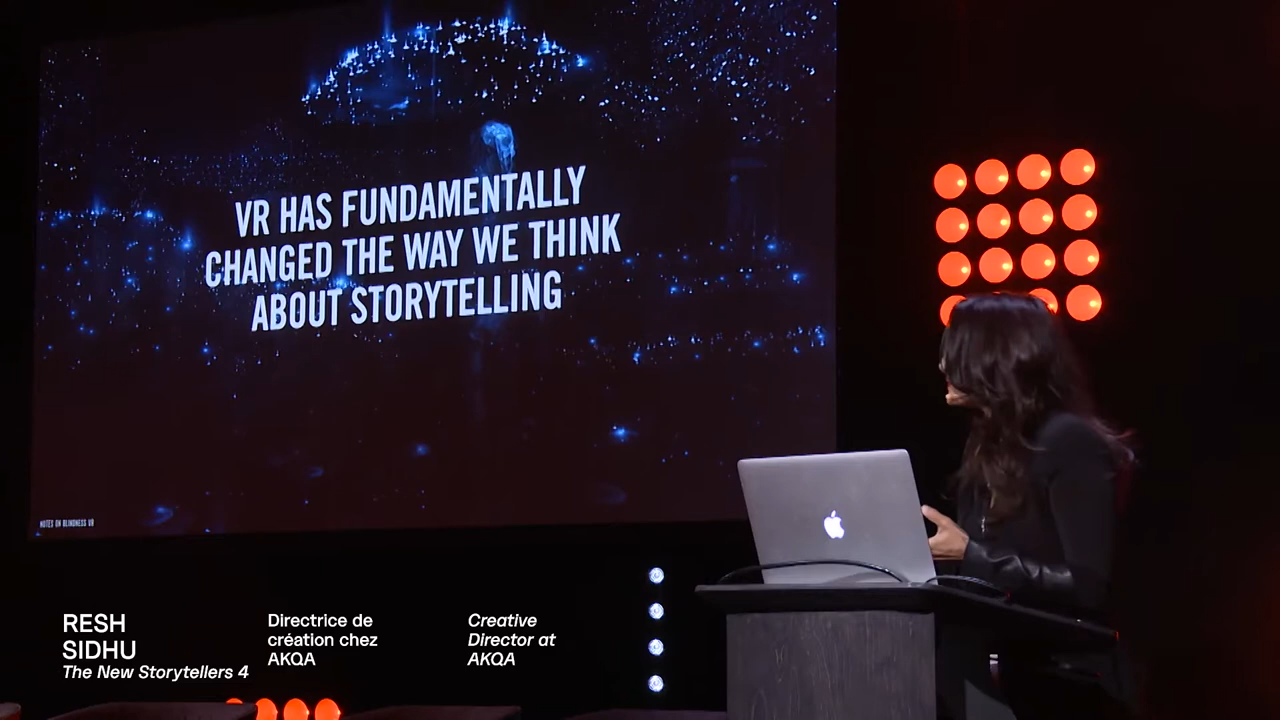 VR HAS FUNDAMENTALLY
CHANGED THE WAY WE THINK
ABOUT STORYTELLING
NOTES ON BLINDNESS VR
RESH
SIDHU
The New Storytellers 4
Directrice de
création chez
AKQA
Creative
Director at
AKQA